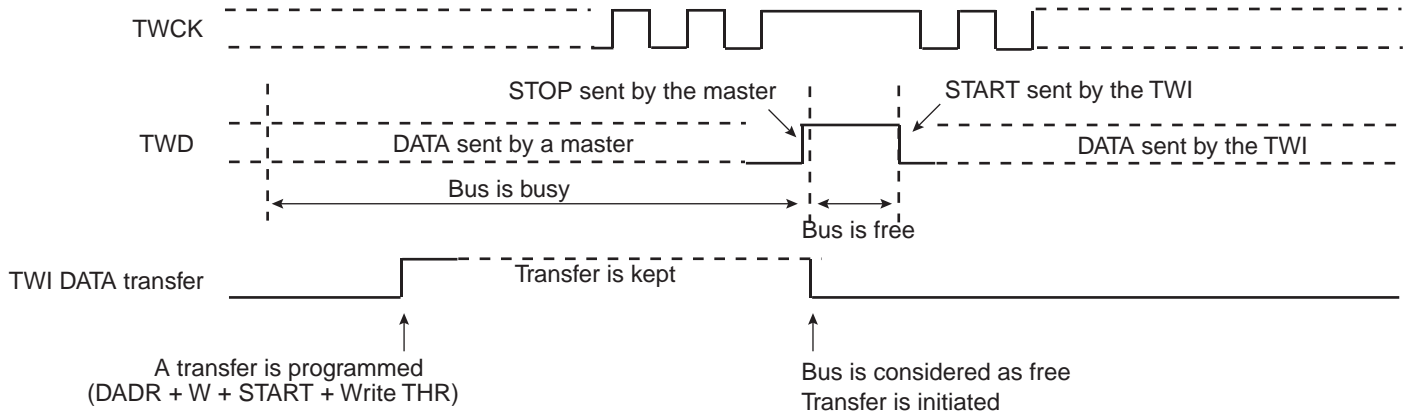 TWCK
STOP sent by the master
START sent by the TWI
TWD
DATA sent by a master
DATA sent by the TWI
Bus is busy
Bus is free
TWI DATA transfer
Transfer is kept
A transfer is programmed
(DADR + W + START + Write THR)
Bus is considered as free
Transfer is initiated